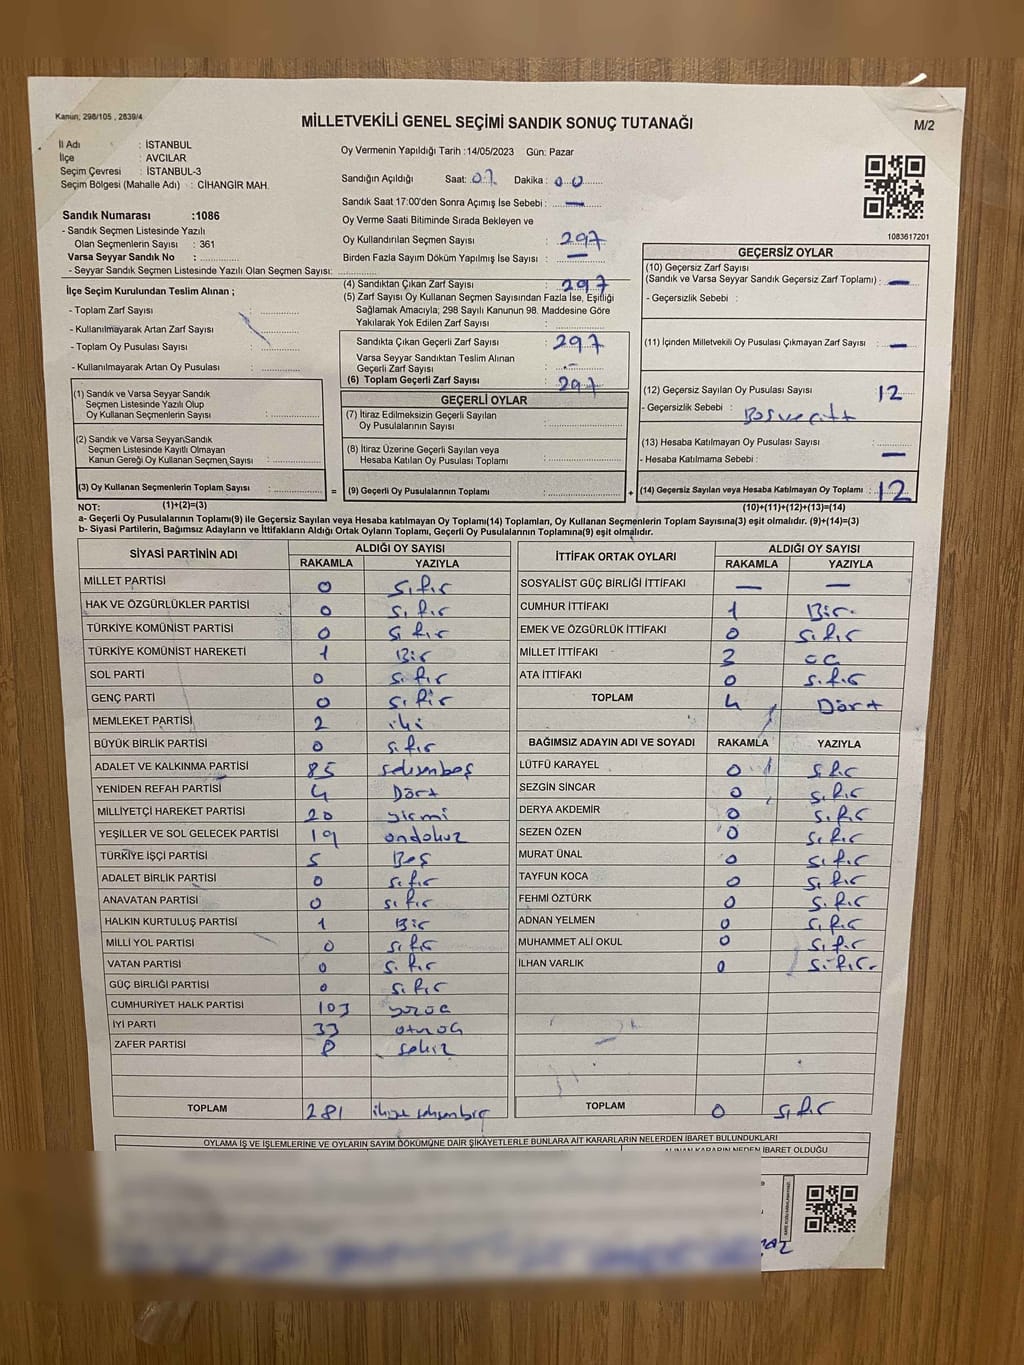 Kanun; 298/105 , 2839/4
MİLLETVEKİLİ GENEL SEÇİMİ SANDIK SONUÇ TUTANAĞI
M/2
İl Adı : İSTANBUL
İlçe : AVCILAR
Seçim Çevresi : İSTANBUL-3
Seçim Bölgesi (Mahalle Adı) : CİHANGİR MAH.
Sandık Numarası :1086
- Sandık Seçmen Listesinde Yazılı
Olan Seçmenlerin Sayısı : 361
Varsa Seyyar Sandık No :
- Seyyar Sandık Seçmen Listesinde Yazılı Olan Seçmen Sayısı:
İlçe Seçim Kurulundan Teslim Alınan ;
- Toplam Zarf Sayısı :
- Kullanılmayarak Artan Zarf Sayısı :
- Toplam Oy Pusulası Sayısı :
- Kullanılmayarak Artan Oy Pusulası :
Oy Vermenin Yapıldığı Tarih :14/05/2023 Gün: Pazar
Sandığın Açıldığı Saat: 07 Dakika : 00
Sandık Saat 17:00'den Sonra Açımış İse Sebebi : —
Oy Verme Saati Bitiminde Sırada Bekleyen ve
Oy Kullandırılan Seçmen Sayısı : 297
Birden Fazla Sayım Döküm Yapılmış İse Sayısı : —
(4) Sandıktan Çıkan Zarf Sayısı : 297
(5) Zarf Sayısı Oy Kullanan Seçmen Sayısından Fazla İse, Eşitliği
Sağlamak Amacıyla; 298 Sayılı Kanunun 98. Maddesine Göre
Yakılarak Yok Edilen Zarf Sayısı :
Sandıkta Çıkan Geçerli Zarf Sayısı : 297
Varsa Seyyar Sandıktan Teslim Alınan
Geçerli Zarf Sayısı : -
(6) Toplam Geçerli Zarf Sayısı : 297
1083617201
GEÇERSİZ OYLAR
(10) Geçersiz Zarf Sayısı
(Sandık ve Varsa Seyyar Sandık Geçersiz Zarf Toplamı) : —
- Geçersizlik Sebebi :
(11) İçinden Milletvekili Oy Pusulası Çıkmayan Zarf Sayısı : —
(12) Geçersiz Sayılan Oy Pusulası Sayısı : 12
- Geçersizlik Sebebi :
(13) Hesaba Katılmayan Oy Pusulası Sayısı :
- Hesaba Katılmama Sebebi : —
(14) Geçersiz Sayılan veya Hesaba Katılmayan Oy Toplamı : 12
(1) Sandık ve Varsa Seyyar Sandık
Seçmen Listesinde Yazılı Olup
Oy Kullanan Seçmenlerin Sayısı :
(2) Sandık ve Varsa Seyyar Sandık
Seçmen Listesinde Kayıtlı Olmayan
Kanun Gereği Oy Kullanan Seçmen Sayısı :
(3) Oy Kullanan Seçmenlerin Toplam Sayısı :
=
GEÇERLİ OYLAR
(7) İtiraz Edilmeksizin Geçerli Sayılan
Oy Pusulalarının Sayısı :
(8) İtiraz Üzerine Geçerli Sayılan veya
Hesaba Katılan Oy Pusulası Toplamı :
(9) Geçerli Oy Pusulalarının Toplamı :
+
NOT: (1)+(2)=(3) (10)+(11)+(12)+(13)=(14)
a- Geçerli Oy Pusulalarının Toplamı(9) ile Geçersiz Sayılan veya Hesaba katılmayan Oy Toplamı(14) Toplamları, Oy Kullanan Seçmenlerin Toplam Sayısına(3) eşit olmalıdır. (9)+(14)=(3)
b- Siyasi Partilerin, Bağımsız Adayların ve İttifakların Aldığı Ortak Oyların Toplamı, Geçerli Oy Pusulalarının Toplamına(9) eşit olmalıdır.
SİYASİ PARTİNİN ADI ALDIĞI OY SAYISI
RAKAMLA YAZIYLA
MİLLET PARTİSİ 0 Sıfır
HAK VE ÖZGÜRLÜKLER PARTİSİ 0 Sıfır
TÜRKİYE KOMÜNİST PARTİSİ 0 Sıfır
TÜRKİYE KOMÜNİST HAREKETİ 1 Bir
SOL PARTİ 0 Sıfır
GENÇ PARTİ 0 Sıfır
MEMLEKET PARTİSİ 2 iki
BÜYÜK BİRLİK PARTİSİ 0 Sıfır
ADALET VE KALKINMA PARTİSİ 85 seksenbeş
YENİDEN REFAH PARTİSİ 4 Dört
MİLLİYETÇİ HAREKET PARTİSİ 20 yirmi
YEŞİLLER VE SOL GELECEK PARTİSİ 19 ondokuz
TÜRKİYE İŞÇİ PARTİSİ 5 Beş
ADALET BİRLİK PARTİSİ 0 Sıfır
ANAVATAN PARTİSİ 0 Sıfır
HALKIN KURTULUŞ PARTİSİ 1 Bir
MİLLİ YOL PARTİSİ 0 Sıfır
VATAN PARTİSİ 0 Sıfır
GÜÇ BİRLİĞİ PARTİSİ 0 Sıfır
CUMHURİYET HALK PARTİSİ 103 yüzüç
İYİ PARTİ 33 otuzüç
ZAFER PARTİSİ 8 sekiz
TOPLAM 281 ikiyüzseksenbir
İTTİFAK ORTAK OYLARI ALDIĞI OY SAYISI
RAKAMLA YAZIYLA
SOSYALİST GÜÇ BİRLİĞİ İTTİFAKI — —
CUMHUR İTTİFAKI 1 Bir.
EMEK VE ÖZGÜRLÜK İTTİFAKI 0 Sıfır
MİLLET İTTİFAKI 3 üç
ATA İTTİFAKI 0 Sıfır
TOPLAM 4 Dört
BAĞIMSIZ ADAYIN ADI VE SOYADI RAKAMLA YAZIYLA
LÜTFÜ KARAYEL 0 Sıfır
SEZGİN SİNCAR 0 Sıfır
DERYA AKDEMİR 0 Sıfır
SEZEN ÖZEN 0 Sıfır
MURAT ÜNAL 0 Sıfır
TAYFUN KOCA 0 Sıfır
FEHMİ ÖZTÜRK 0 Sıfır
ADNAN YELMEN 0 Sıfır
MUHAMMET ALİ OKUL 0 Sıfır
İLHAN VARLIK 0 Sıfır.
TOPLAM 0 Sıfır
OYLAMA İŞ VE İŞLEMLERİNE VE OYLARIN SAYIM DÖKÜMÜNE DAİR ŞİKAYETLERLE BUNLARA AİT KARARLARIN NELERDEN İBARET BULUNDUKLARI
ALINAN KARARIN NEDEN İBARET OLDUĞU